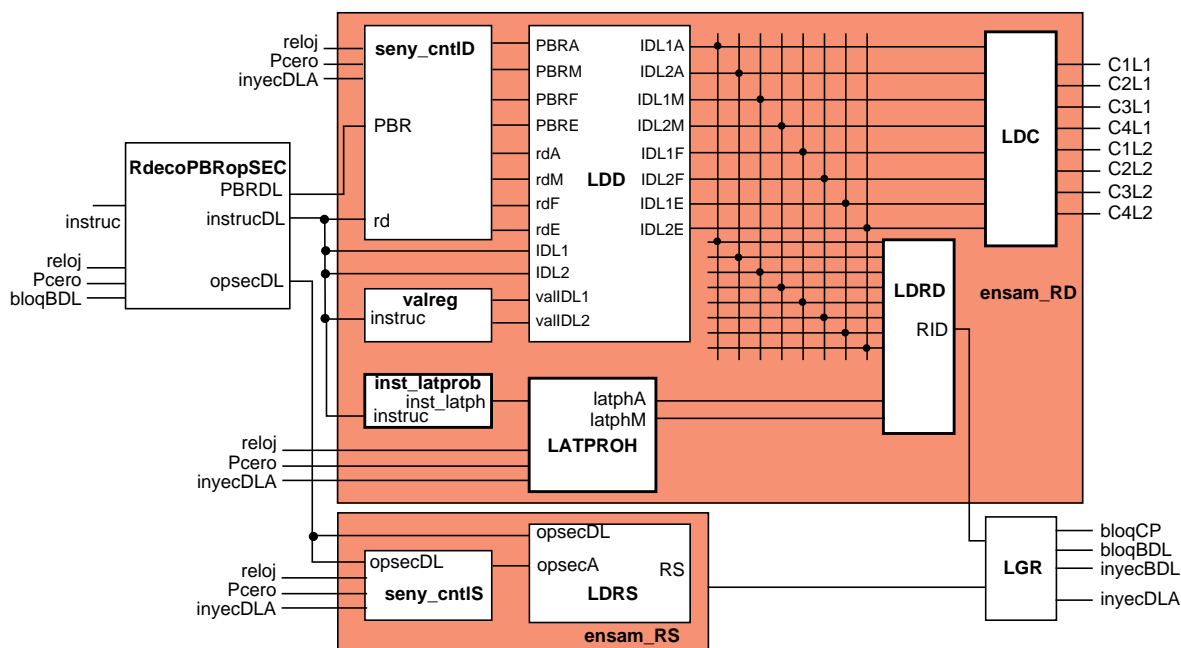 reloj
Pcero
inyecDLA
seny_cntID
PBR
rd
PBRA
PBRM
PBRF
PBRE
rdA
rdM
rdF
rdE
IDL1
IDL2
valIDL1
valIDL2
LDD
IDL1A
IDL2A
IDL1M
IDL2M
IDL1F
IDL2F
IDL1E
IDL2E
LDC
C1L1
C2L1
C3L1
C4L1
C1L2
C2L2
C3L2
C4L2
RdecoPBRopSEC
PBRDL
instrucDL
opsecDL
instruc
reloj
Pcero
bloqBDL
valreg
instruc
LDRD
RID
ensam_RD
inst_latprob
inst_latph
instruc
latphA
latphM
LATPROH
reloj
Pcero
inyecDLA
opsecDL
opsecA
RS
LDRS
opsecDL
seny_cntIS
reloj
Pcero
inyecDLA
ensam_RS
LGR
bloqCP
bloqBDL
inyecBDL
inyecDLA